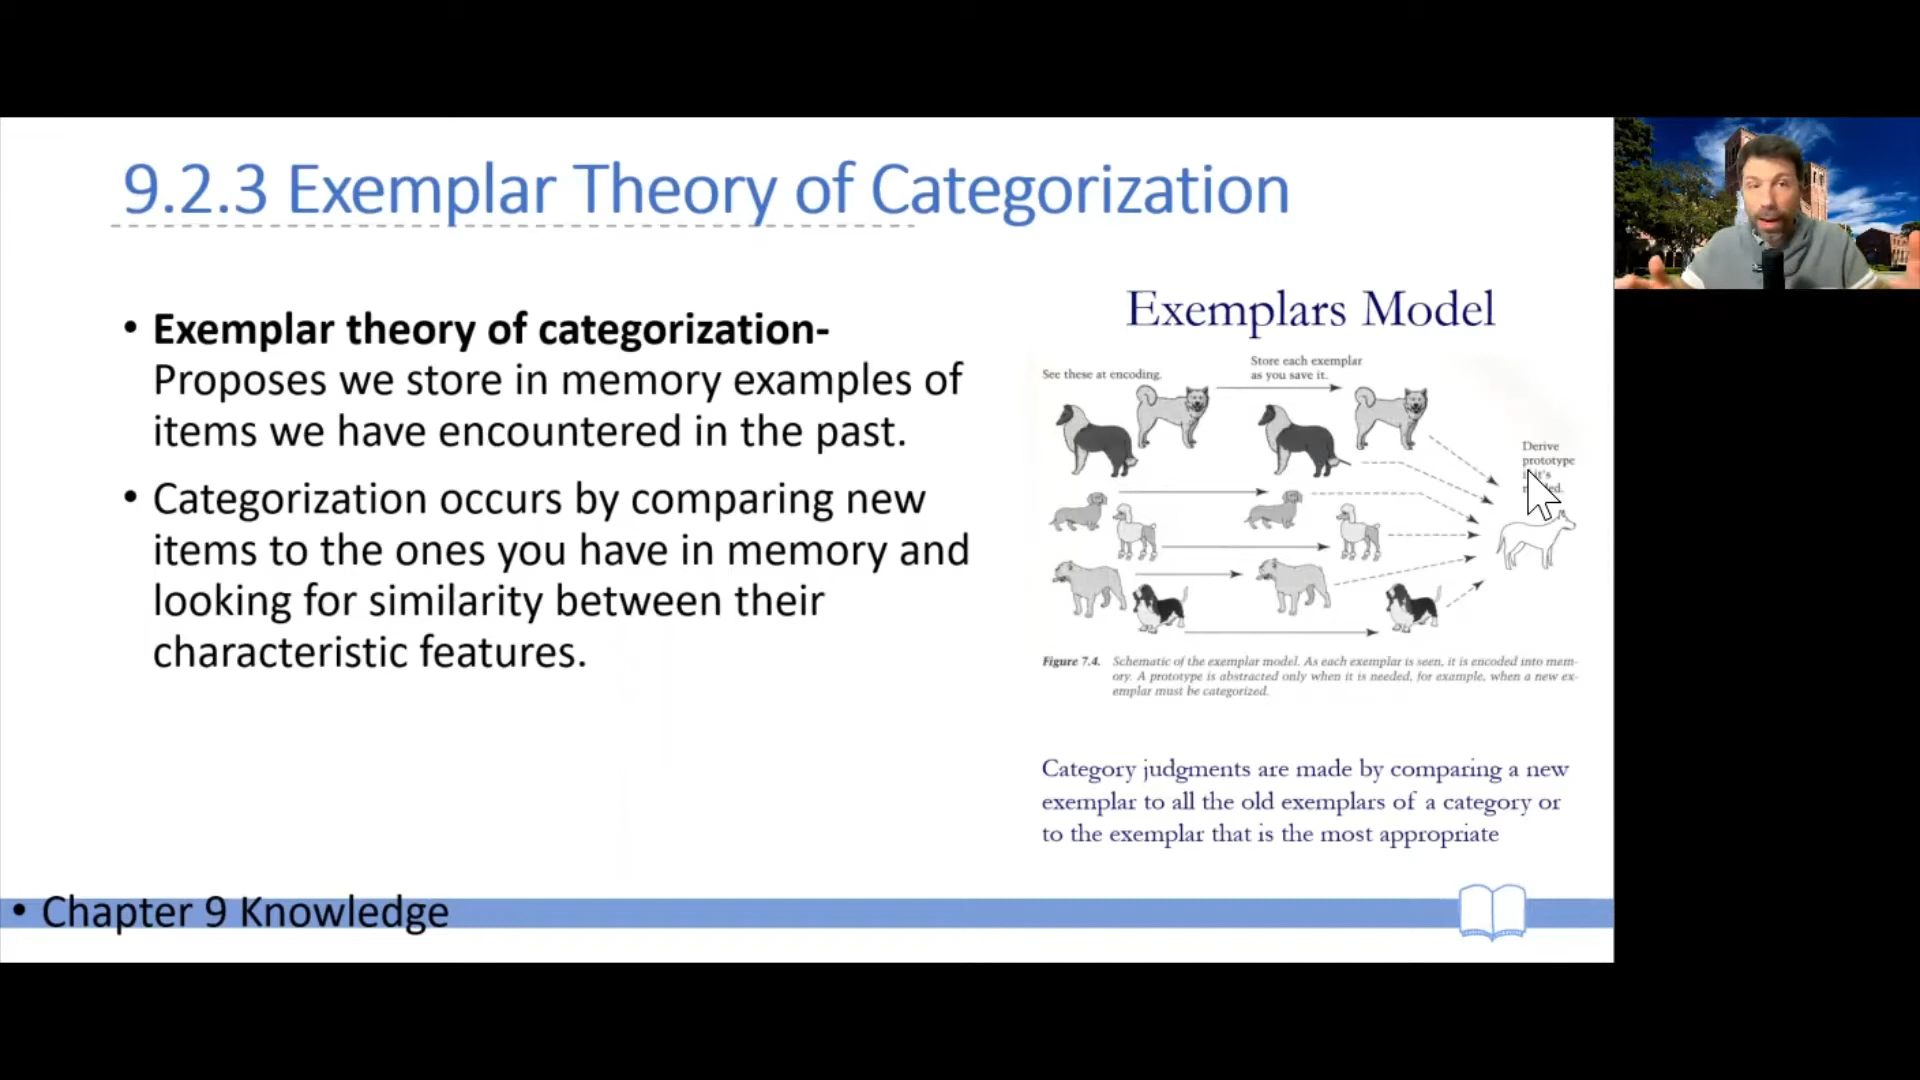 9.2.3 Exemplar Theory of Categorization
• Exemplar theory of categorization-
Proposes we store in memory examples of
items we have encountered in the past.
• Categorization occurs by comparing new
items to the ones you have in memory and
looking for similarity between their
characteristic features.
Exemplars Model
See these at encoding.
Store each exemplar
as you save it.
Derive
prototype
Figure 7.4. Schematic of the exemplar model. As each exemplar is seen, it is encoded into mem-
ory. A prototype is abstracted only when it is needed, for example, when a new ex-
emplar must be categorized.
Category judgments are made by comparing a new
exemplar to all the old exemplars of a category or
to the exemplar that is the most appropriate
• Chapter 9 Knowledge